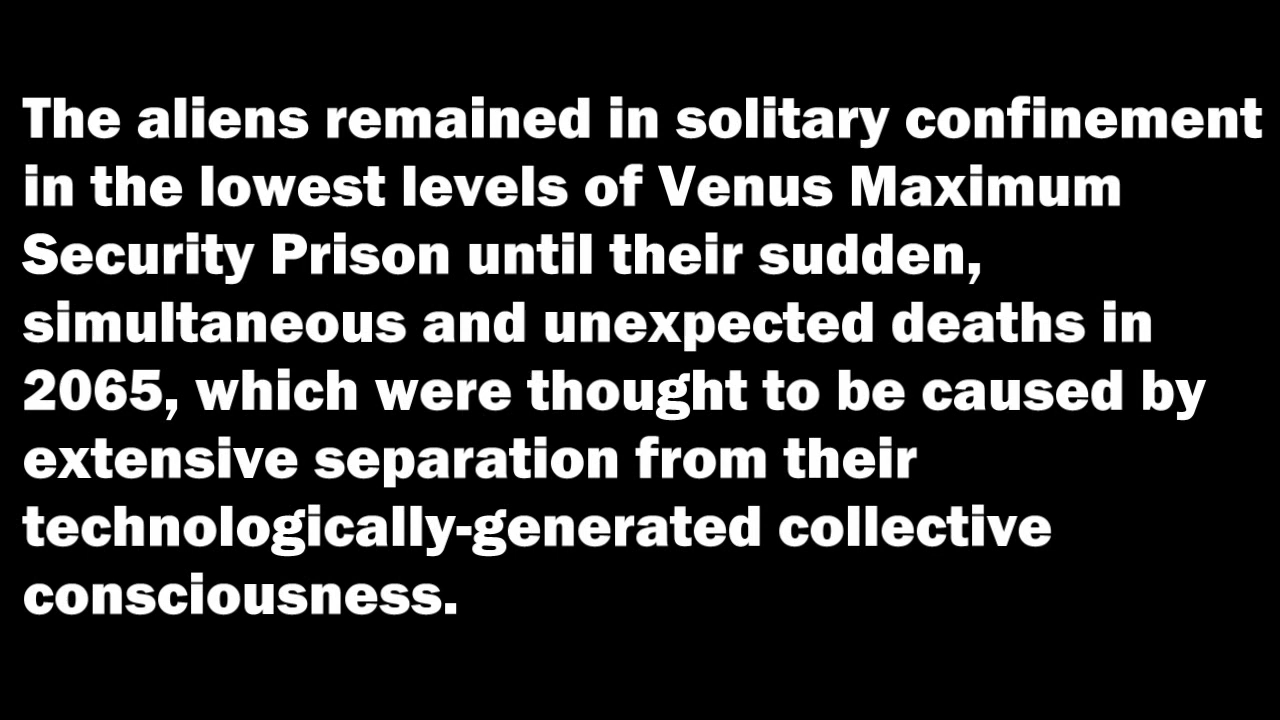 The aliens remained in solitary confinement
in the lowest levels of Venus Maximum
Security Prison until their sudden,
simultaneous and unexpected deaths in
2065, which were thought to be caused by
extensive separation from their
technologically-generated collective
consciousness.